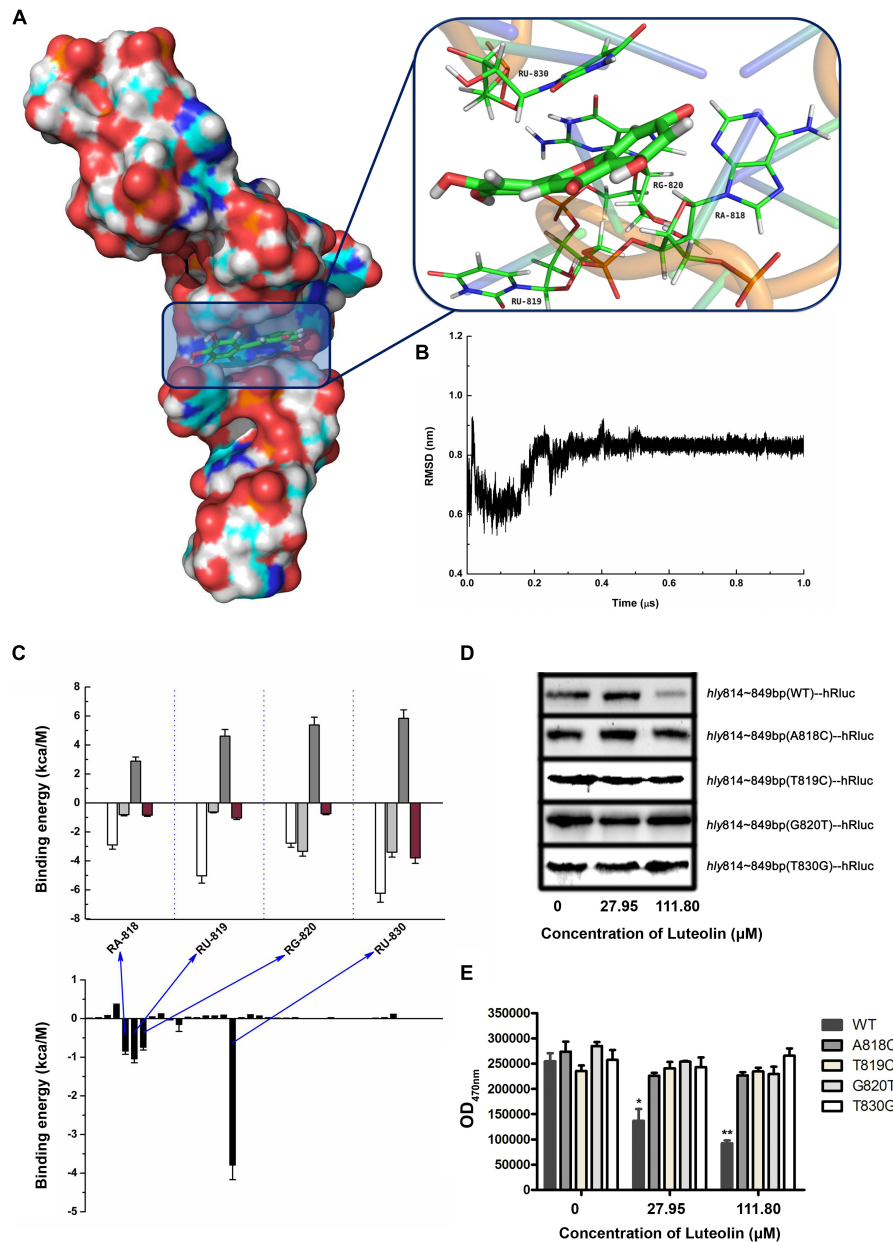 A
RU-830
RG-820
RA-818
RU-819
B
1.2
1.0
0.8
0.6
0.4
RMSD (nm)
0.0 0.2 0.4 0.6 0.8 1.0
Time (μs)
C
8
6
4
2
0
-2
-4
-6
-8
Binding energy (kca/M)
RA-818 RU-819 RG-820 RU-830
1
0
-1
-2
-3
-4
-5
Binding energy (kca/M)
D
hly814~849bp(WT)--hRluc
hly814~849bp(A818C)--hRluc
hly814~849bp(T819C)--hRluc
hly814~849bp(G820T)--hRluc
hly814~849bp(T830G)--hRluc
0 27.95 111.80
Concentration of Luteolin (μM)
E
350000
300000
250000
200000
150000
100000
50000
0
OD470nm
* **
WT
A818C
T819C
G820T
T830G
0 27.95 111.80
Concentration of Luteolin (μM)